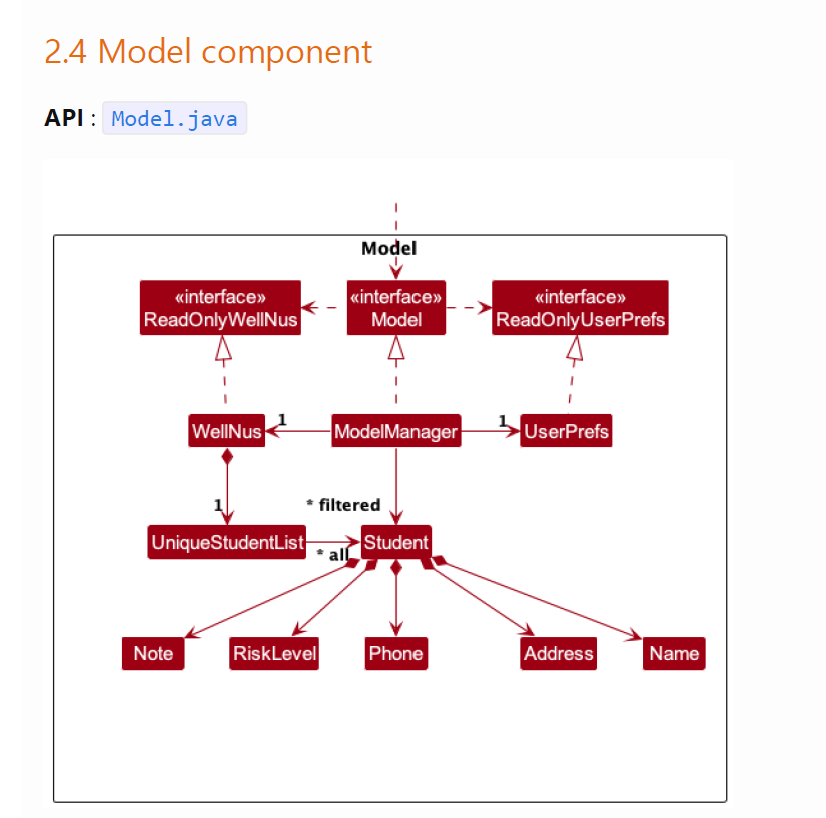 2.4 Model component
API : Model.java
Model
«interface»
ReadOnlyWellNus
«interface»
Model
«interface»
ReadOnlyUserPrefs
WellNus
1
ModelManager
1
UserPrefs
1
* filtered
UniqueStudentList
* all
Student
Note
RiskLevel
Phone
Address
Name